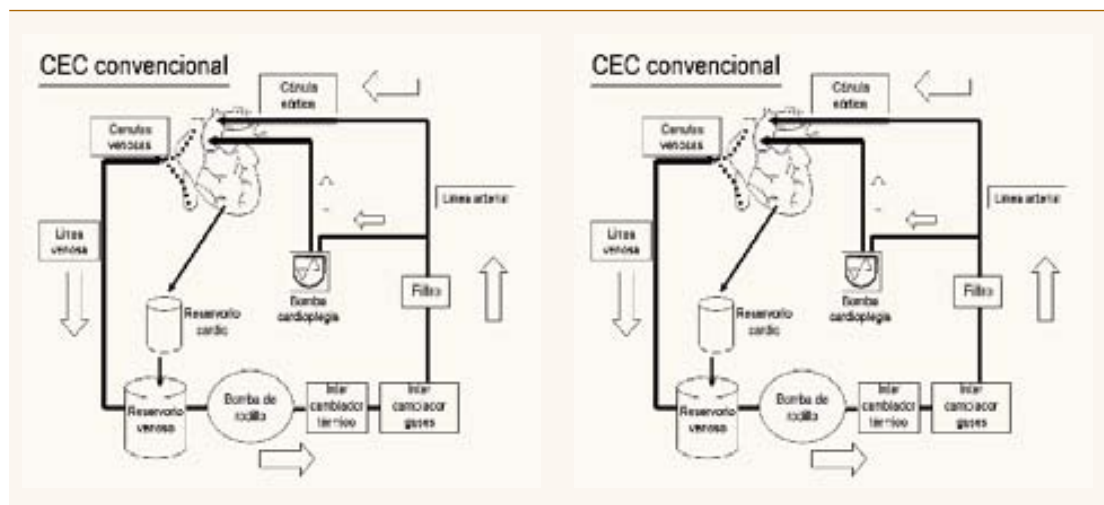 CEC convencional
Cánula
aórtica
Cánulas
venosas
Línea arterial
Línea
venosa
Filtro
Bomba
cardioplegia
Reservorio
cardio
Reservorio
venoso
Bomba de
rodillo
Inter
cambiador
térmico
Inter
cambiador
gases
CEC convencional
Cánula
aórtica
Cánulas
venosas
Línea arterial
Línea
venosa
Filtro
Bomba
cardioplegia
Reservorio
cardio
Reservorio
venoso
Bomba de
rodillo
Inter
cambiador
térmico
Inter
cambiador
gases